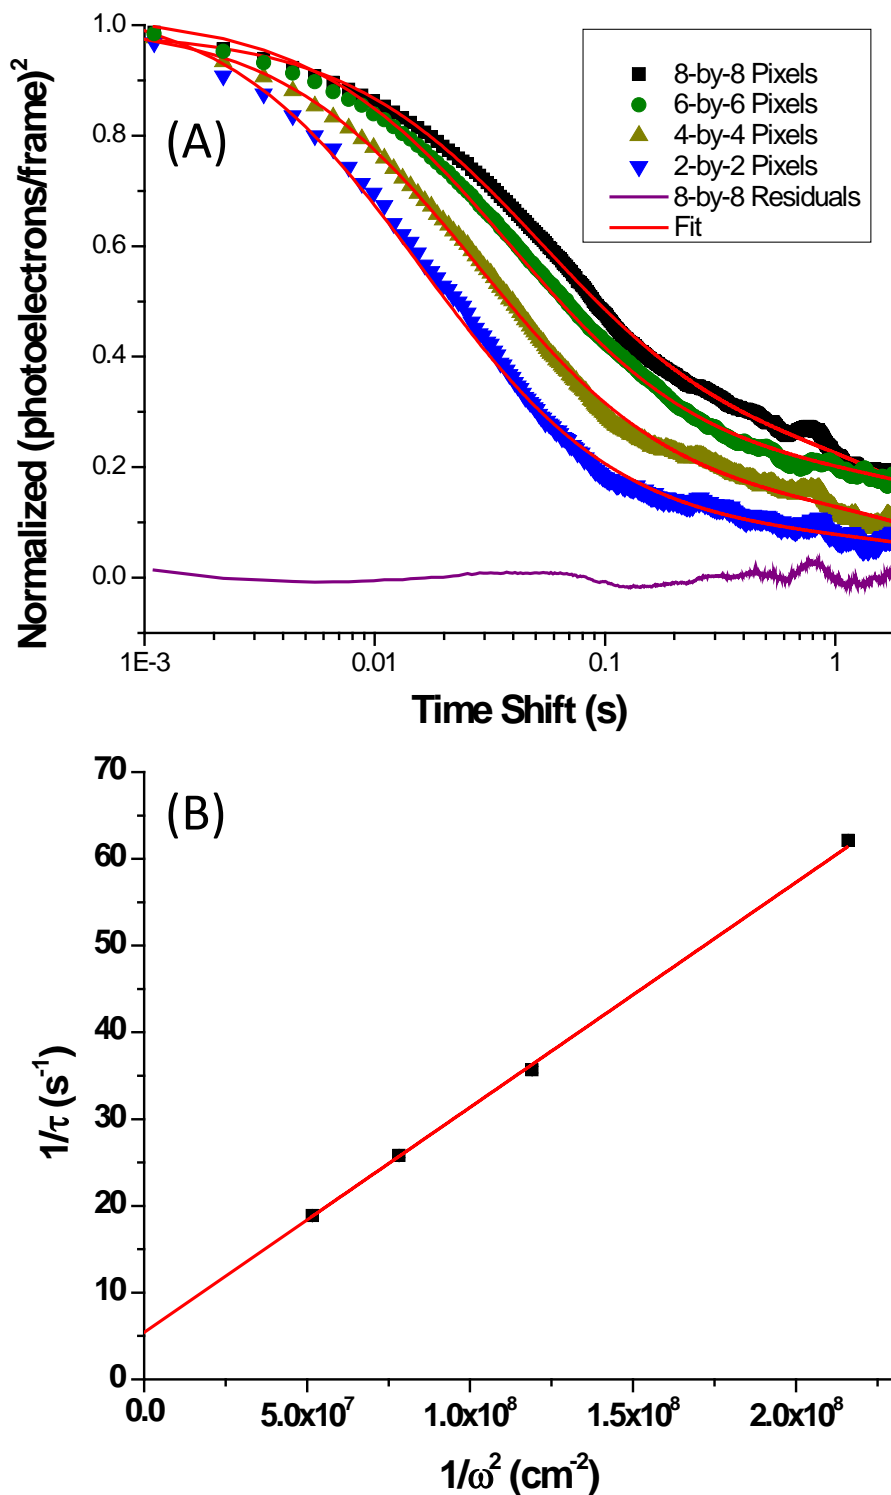 1.0
0.8
0.6
0.4
0.2
0.0
Normalized (photoelectrons/frame)²
(A)
8-by-8 Pixels
6-by-6 Pixels
4-by-4 Pixels
2-by-2 Pixels
8-by-8 Residuals
Fit
1E-3 0.01 0.1 1
Time Shift (s)
70
60
50
40
30
20
10
0
1/τ (s⁻¹)
(B)
0.0 5.0x10⁷ 1.0x10⁸ 1.5x10⁸ 2.0x10⁸
1/ω² (cm⁻²)